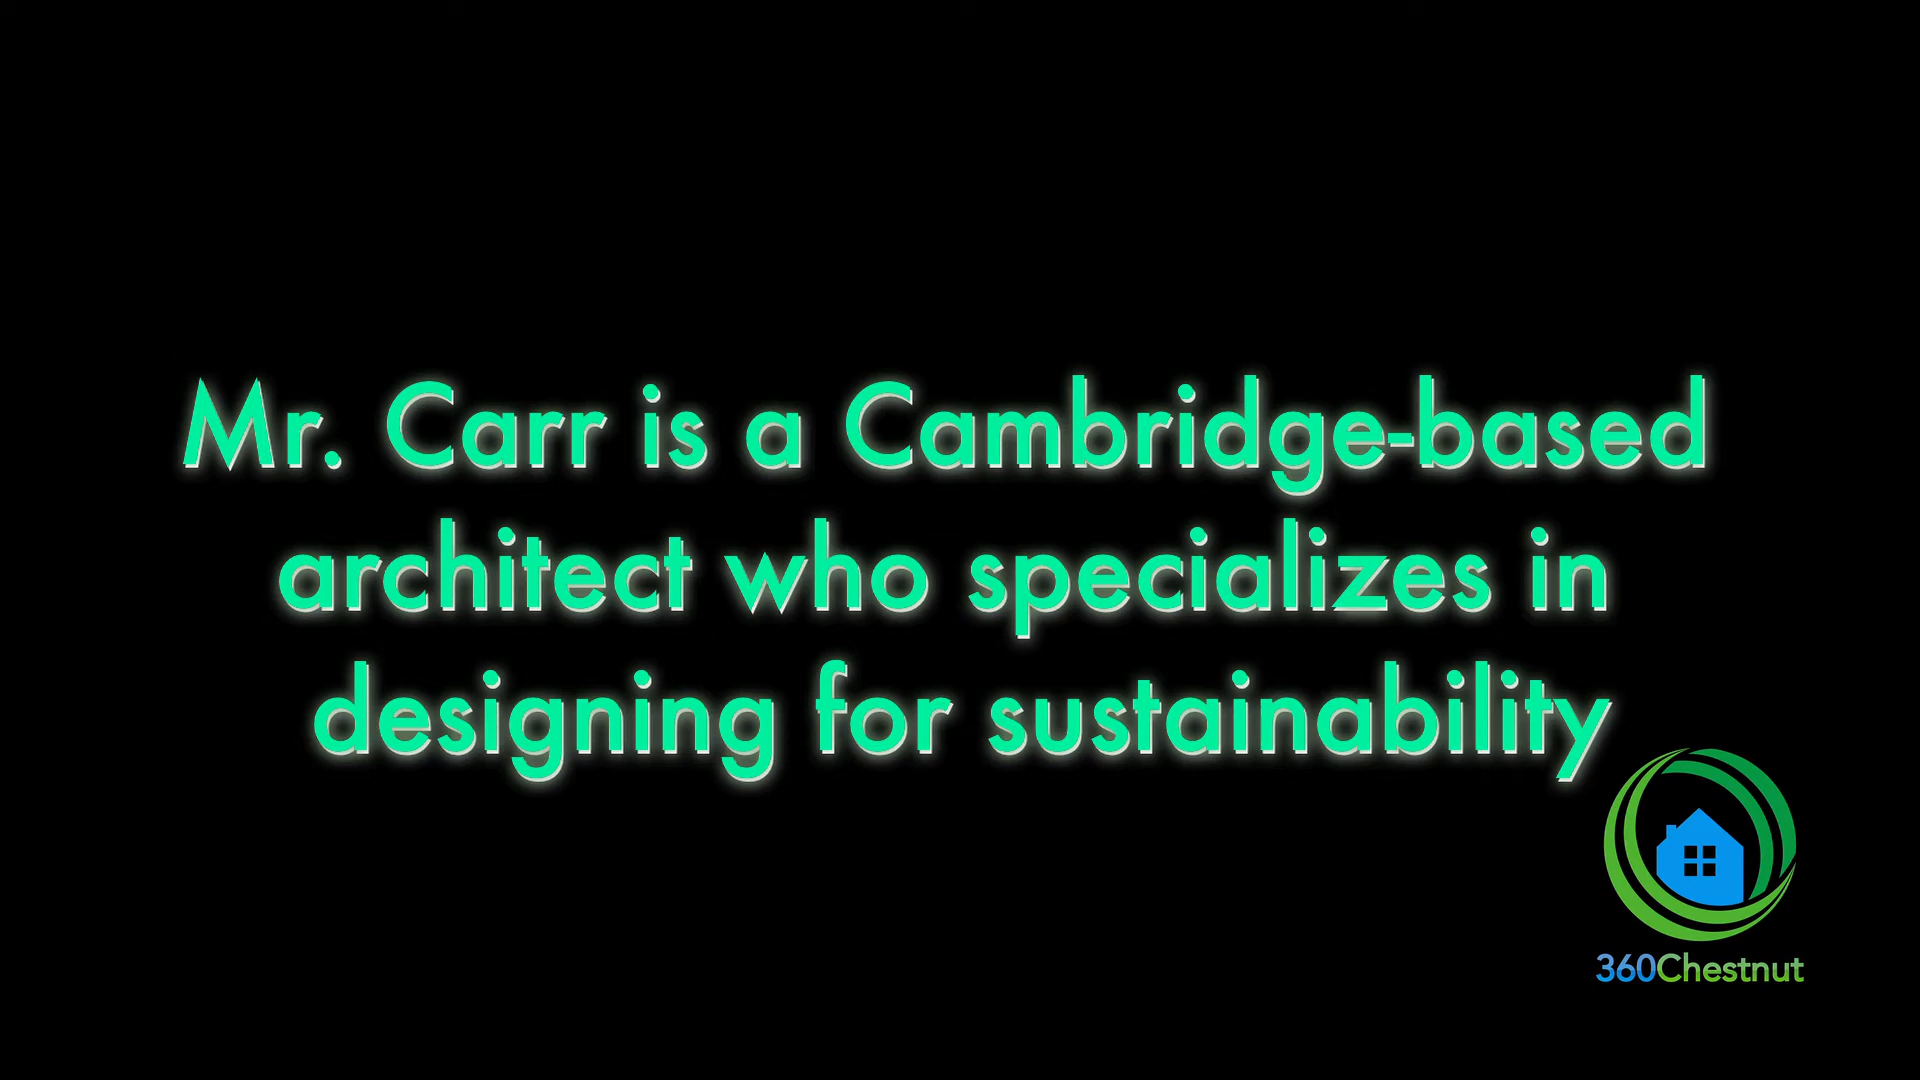 Mr. Carr is a Cambridge-based
architect who specializes in
designing for sustainability
360Chestnut